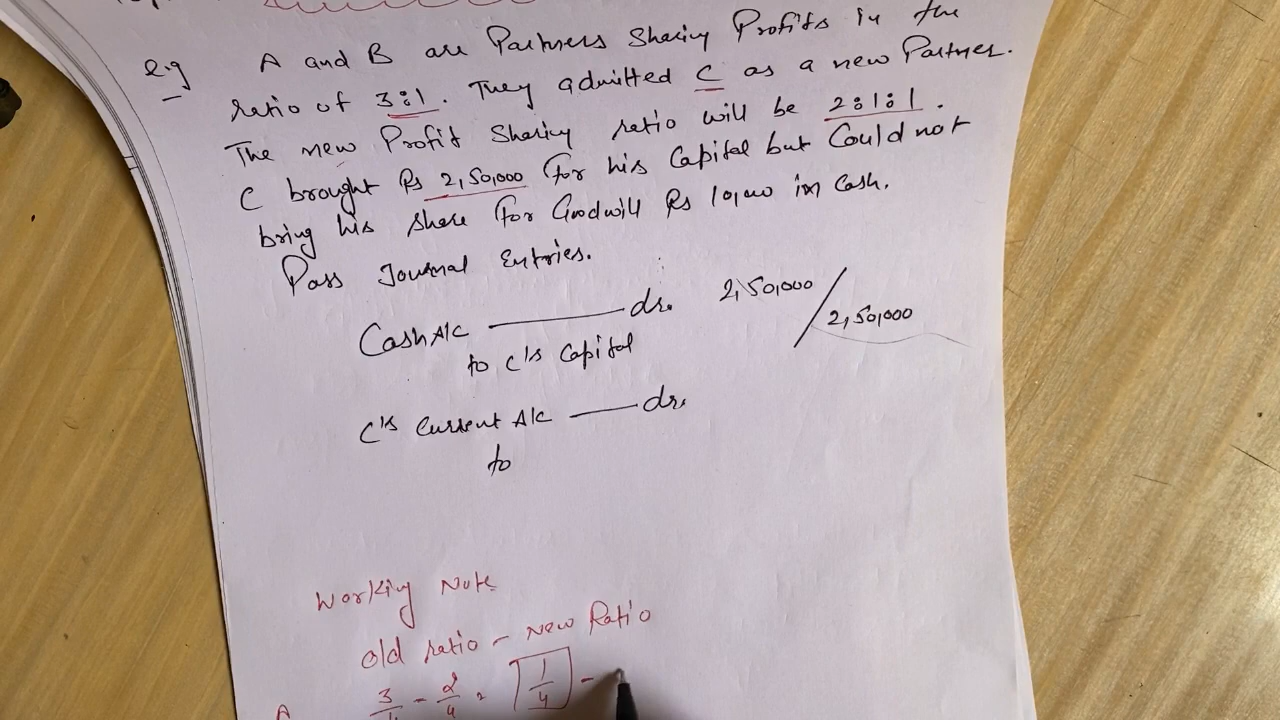 e.g A and B are Partners Sharing Profits in the
ratio of 3:1. They admitted C as a new Partner.
The new Profit Sharing ratio will be 2:1:1.
C brought Rs 2,50,000 for his Capital but Could not
bring his share for Goodwill Rs 10,000 in Cash.
Pass Journal Entries.
Cash A/c ——— dr. 2,50,000
to C's Capital 2,50,000
C's Current A/c —— dr.
to
Working Note
old ratio - New Ratio
A 3/4 - 2/4 = 1/4 -